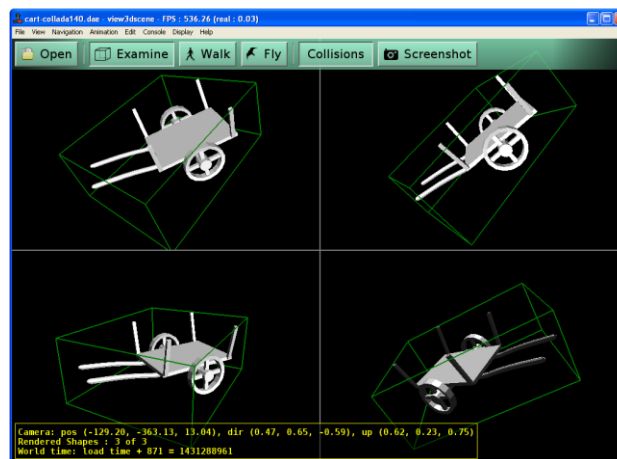 cart-collada140.dae - view3dscene - FPS : 536.26 (real : 0.03)
File View Navigation Animation Edit Console Display Help
Open Examine Walk Fly Collisions Screenshot
Camera: pos (-129.20, -363.13, 13.04), dir (0.47, 0.65, -0.59), up (0.62, 0.23, 0.75)
Rendered Shapes : 3 of 3
World time: load time + 871 = 1431288961